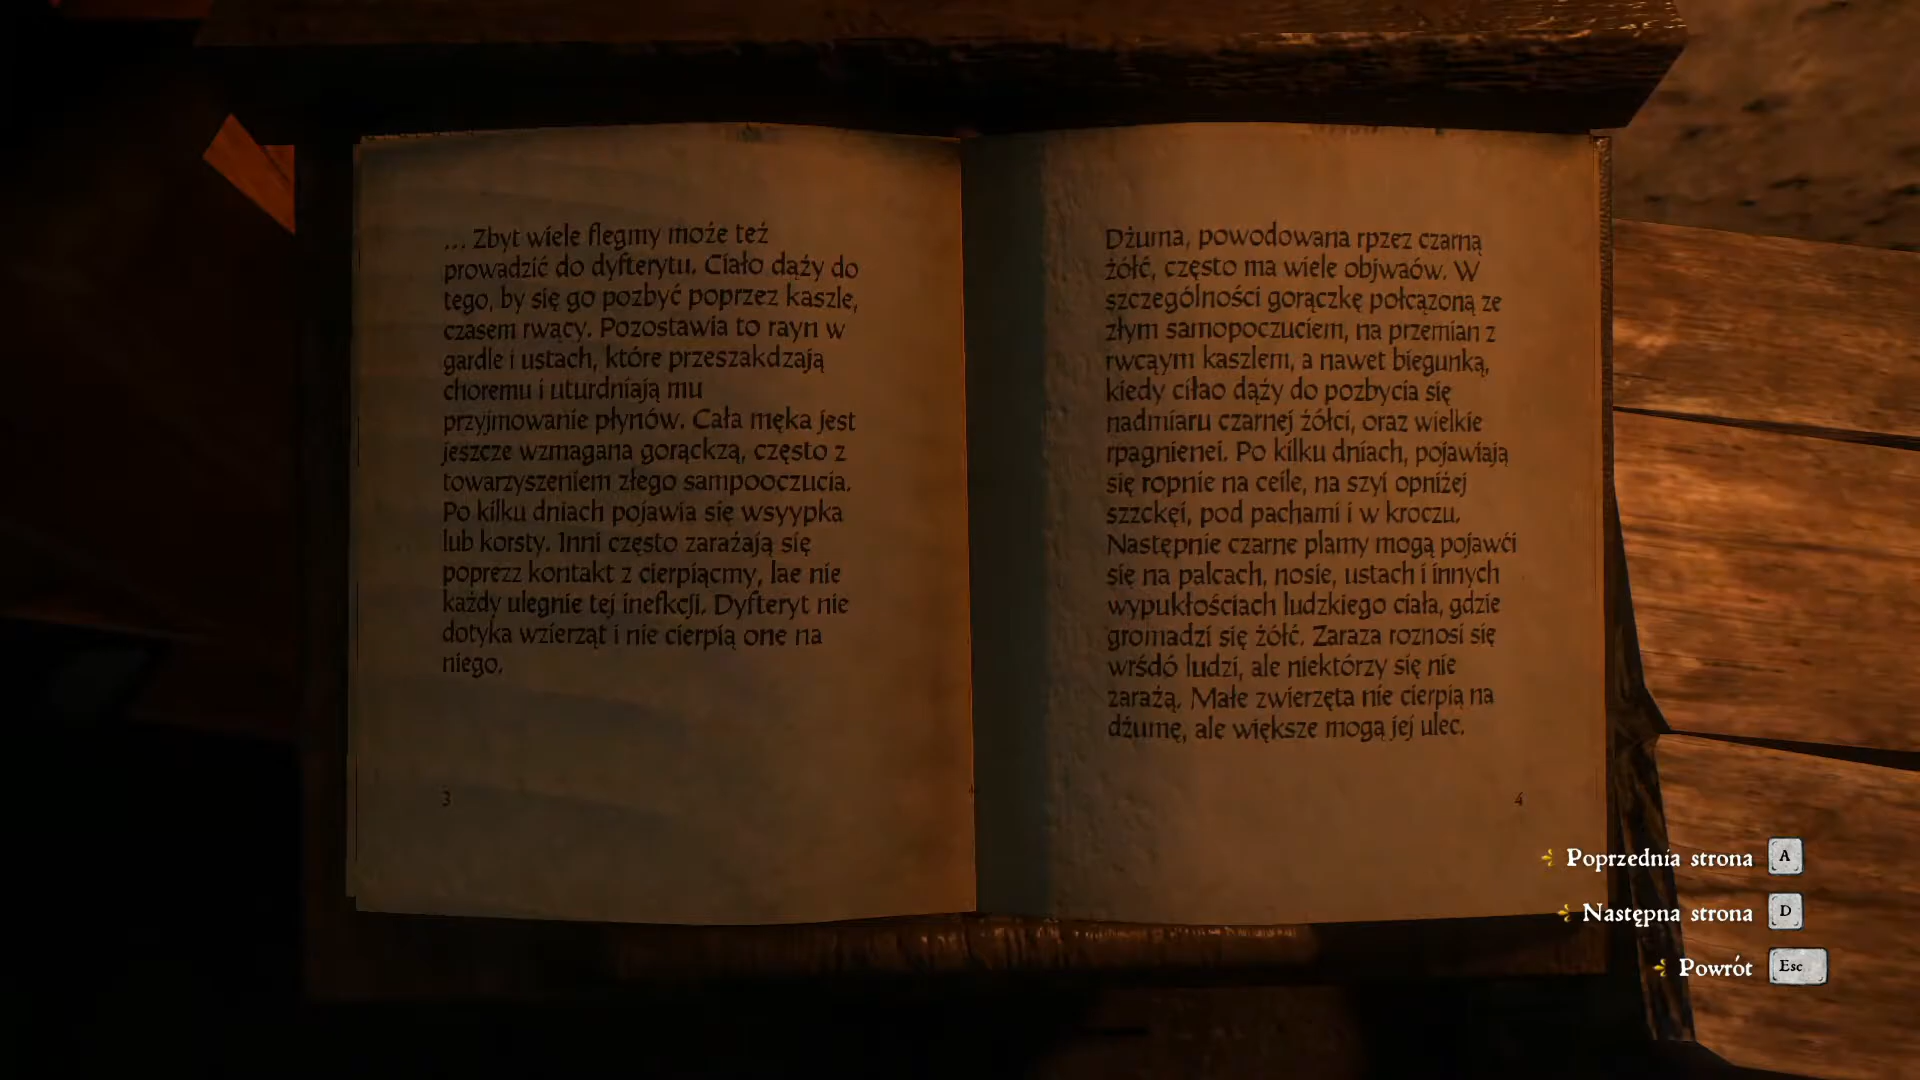 ... Zbyt wiele flegmy może też
prowadzić do dyfterytu. Ciało dąży do
tego, by się go pozbyć poprzez kaszle,
czasem rwący. Pozostawia to rayn w
gardle i ustach, które przeszakdzają
choremu i uturdniają mu
przyjmowanie płynów. Cała męka jest
jeszcze wzmagana gorąckzą, często z
towarzyszeniem złego sampooczucia.
Po kilku dniach pojawia się wsyypka
lub korsty. Inni często zarażają się
poprezz kontakt z cierpiącmy, lae nie
każdy ulegnie tej inefkcji. Dyfteryt nie
dotyka wzierząt i nie cierpią one na
niego.
3
Dżuma, powodowana rpzez czarną
żółć, często ma wiele objwaów. W
szczególności gorączkę połcązoną ze
złym samopoczuciem, na przemian z
rwcąym kaszlem, a nawet biegunką,
kiedy cíłao dąży do pozbycia się
nadmiaru czarnej żółci, oraz wielkie
rpagnienei. Po kilku dniach, pojawiają
się ropnie na ceile, na szyi opniżej
szzckęi, pod pachami i w kroczu.
Następnie czarne plamy mogą pojawći
się na palcach, nosie, ustach i innych
wypukłościach ludzkiego ciała, gdzie
gromadzi się żółć. Zaraza roznosi się
wrśdó ludzi, ale niektórzy się nie
zarażą. Małe zwierzęta nie cierpią na
dżumę, ale większe mogą jej ulec.
4
Poprzednia strona A
Następna strona D
Powrót Esc